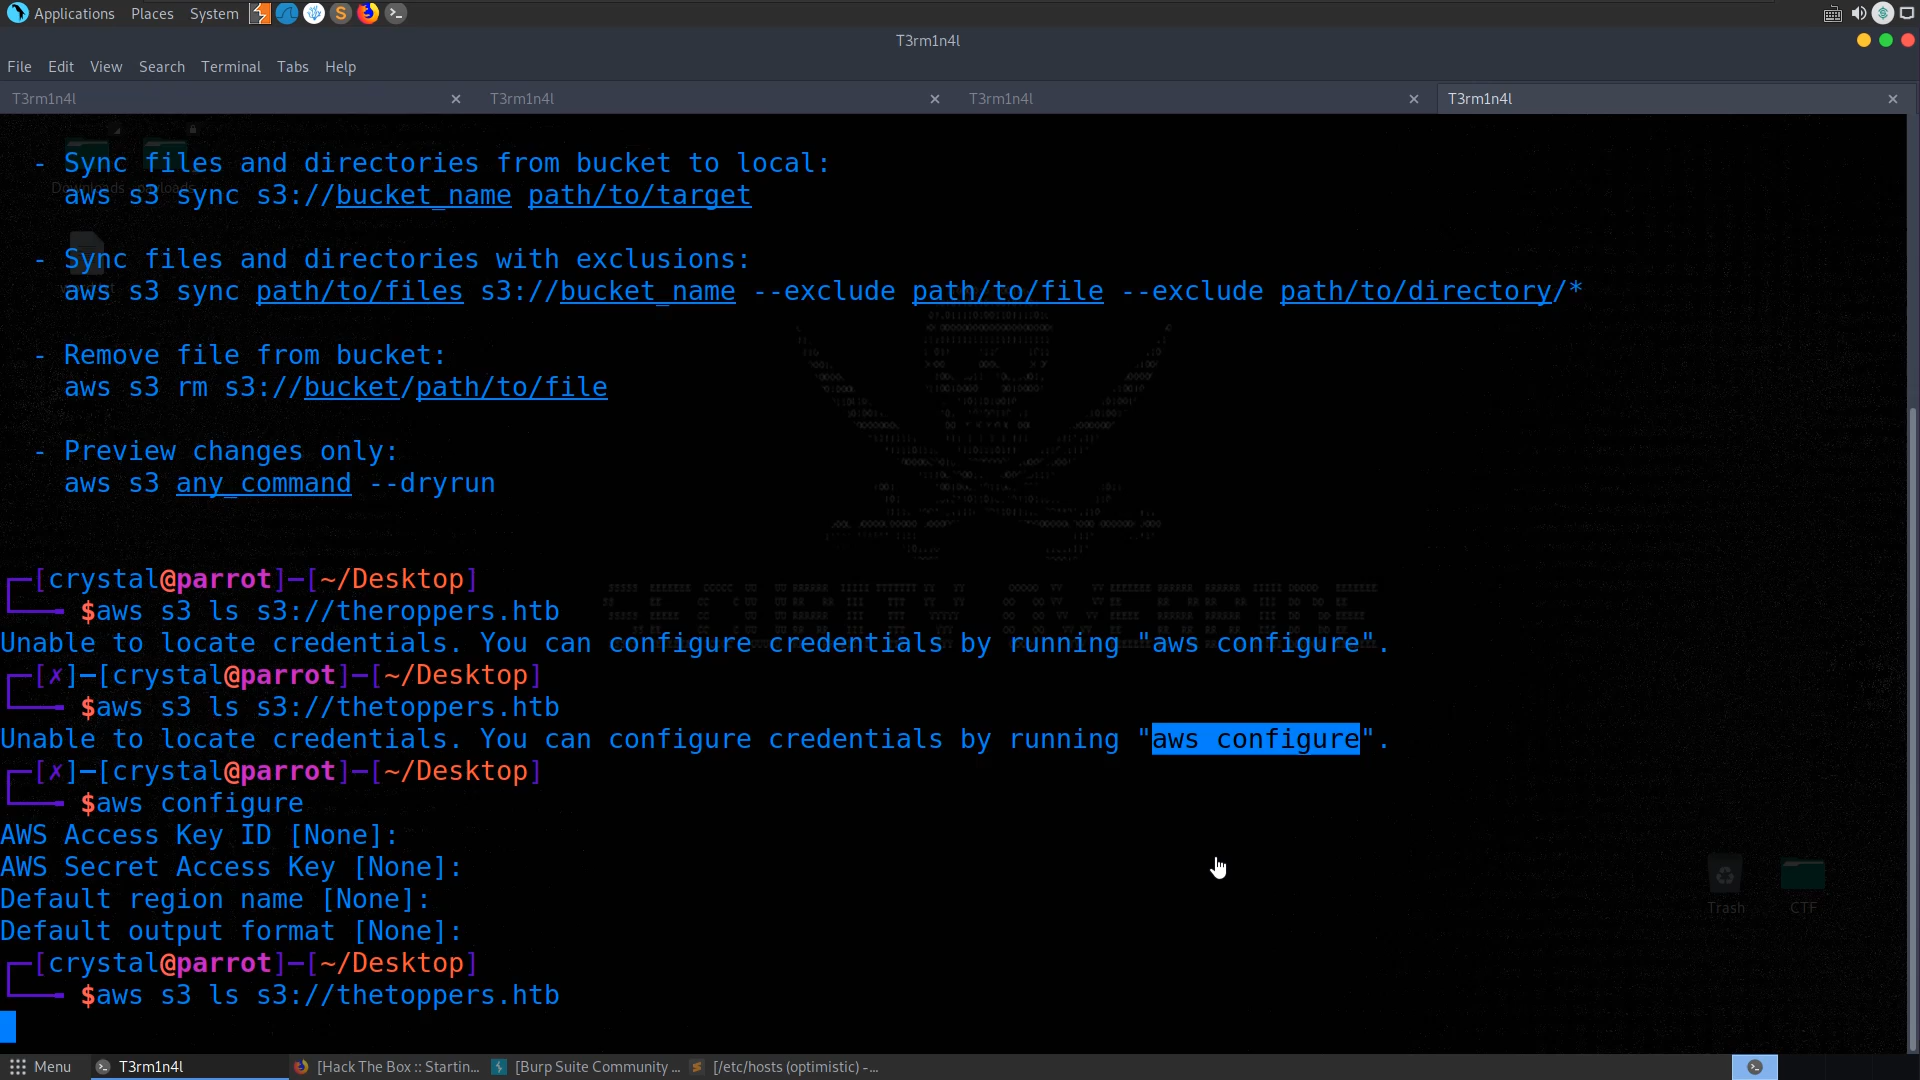 Applications Places System
T3rm1n4l
File Edit View Search Terminal Tabs Help
T3rm1n4l × T3rm1n4l × T3rm1n4l × T3rm1n4l ×
- Sync files and directories from bucket to local:
aws s3 sync s3://bucket_name path/to/target
- Sync files and directories with exclusions:
aws s3 sync path/to/files s3://bucket_name --exclude path/to/file --exclude path/to/directory/*
- Remove file from bucket:
aws s3 rm s3://bucket/path/to/file
- Preview changes only:
aws s3 any_command --dryrun
┌─[crystal@parrot]─[~/Desktop]
└──╼ $aws s3 ls s3://theroppers.htb
Unable to locate credentials. You can configure credentials by running "aws configure".
┌─[✗]─[crystal@parrot]─[~/Desktop]
└──╼ $aws s3 ls s3://thetoppers.htb
Unable to locate credentials. You can configure credentials by running "aws configure".
┌─[✗]─[crystal@parrot]─[~/Desktop]
└──╼ $aws configure
AWS Access Key ID [None]:
AWS Secret Access Key [None]:
Default region name [None]:
Default output format [None]:
┌─[crystal@parrot]─[~/Desktop]
└──╼ $aws s3 ls s3://thetoppers.htb
Downloads
Trash CTF
Menu T3rm1n4l [Hack The Box :: Startin... [Burp Suite Community ... [/etc/hosts (optimistic) -...